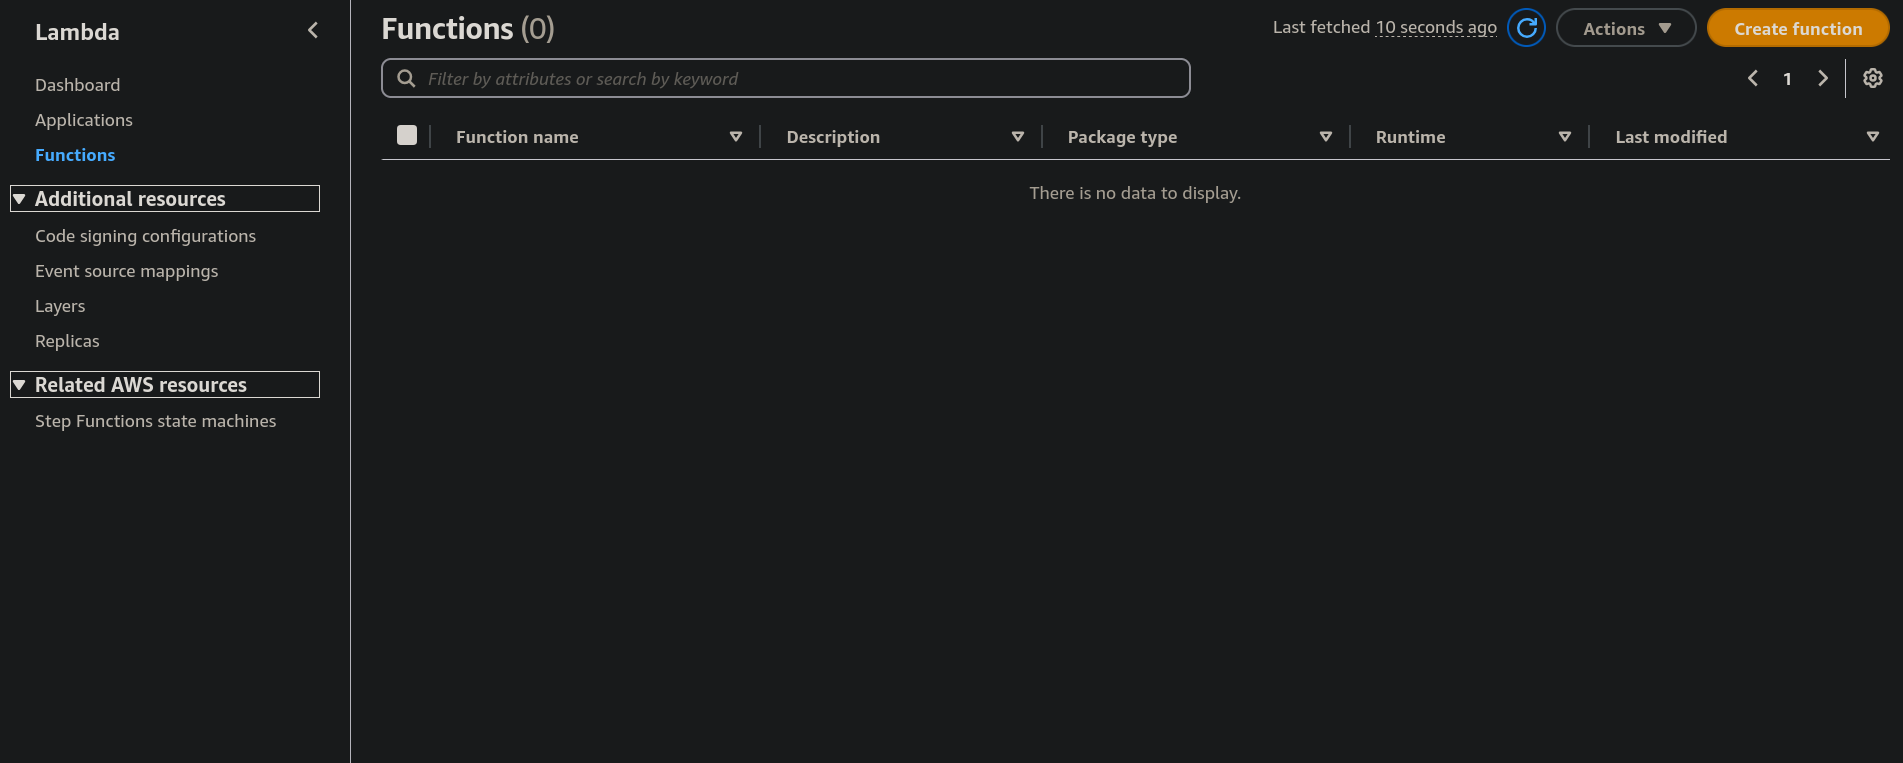 Lambda
Dashboard
Applications
Functions
Additional resources
Code signing configurations
Event source mappings
Layers
Replicas
Related AWS resources
Step Functions state machines
Functions (0)
Last fetched 10 seconds ago
Actions
Create function
Filter by attributes or search by keyword
1
Function name
Description
Package type
Runtime
Last modified
There is no data to display.